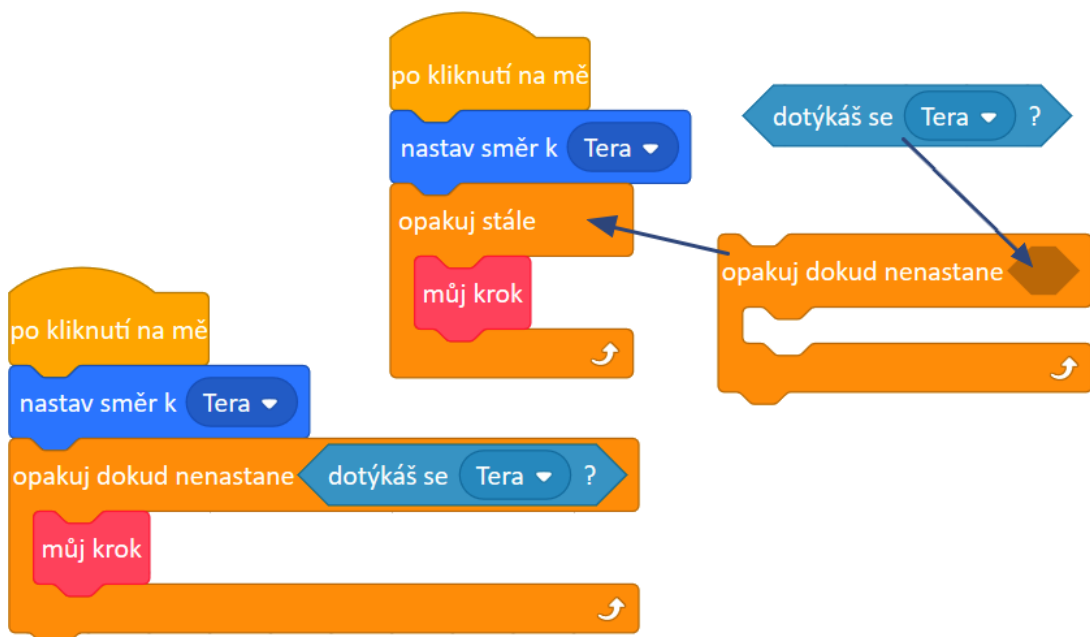 po kliknutí na mě
nastav směr k Tera
opakuj stále
můj krok
dotýkáš se Tera ?
opakuj dokud nenastane
po kliknutí na mě
nastav směr k Tera
opakuj dokud nenastane dotýkáš se Tera ?
můj krok